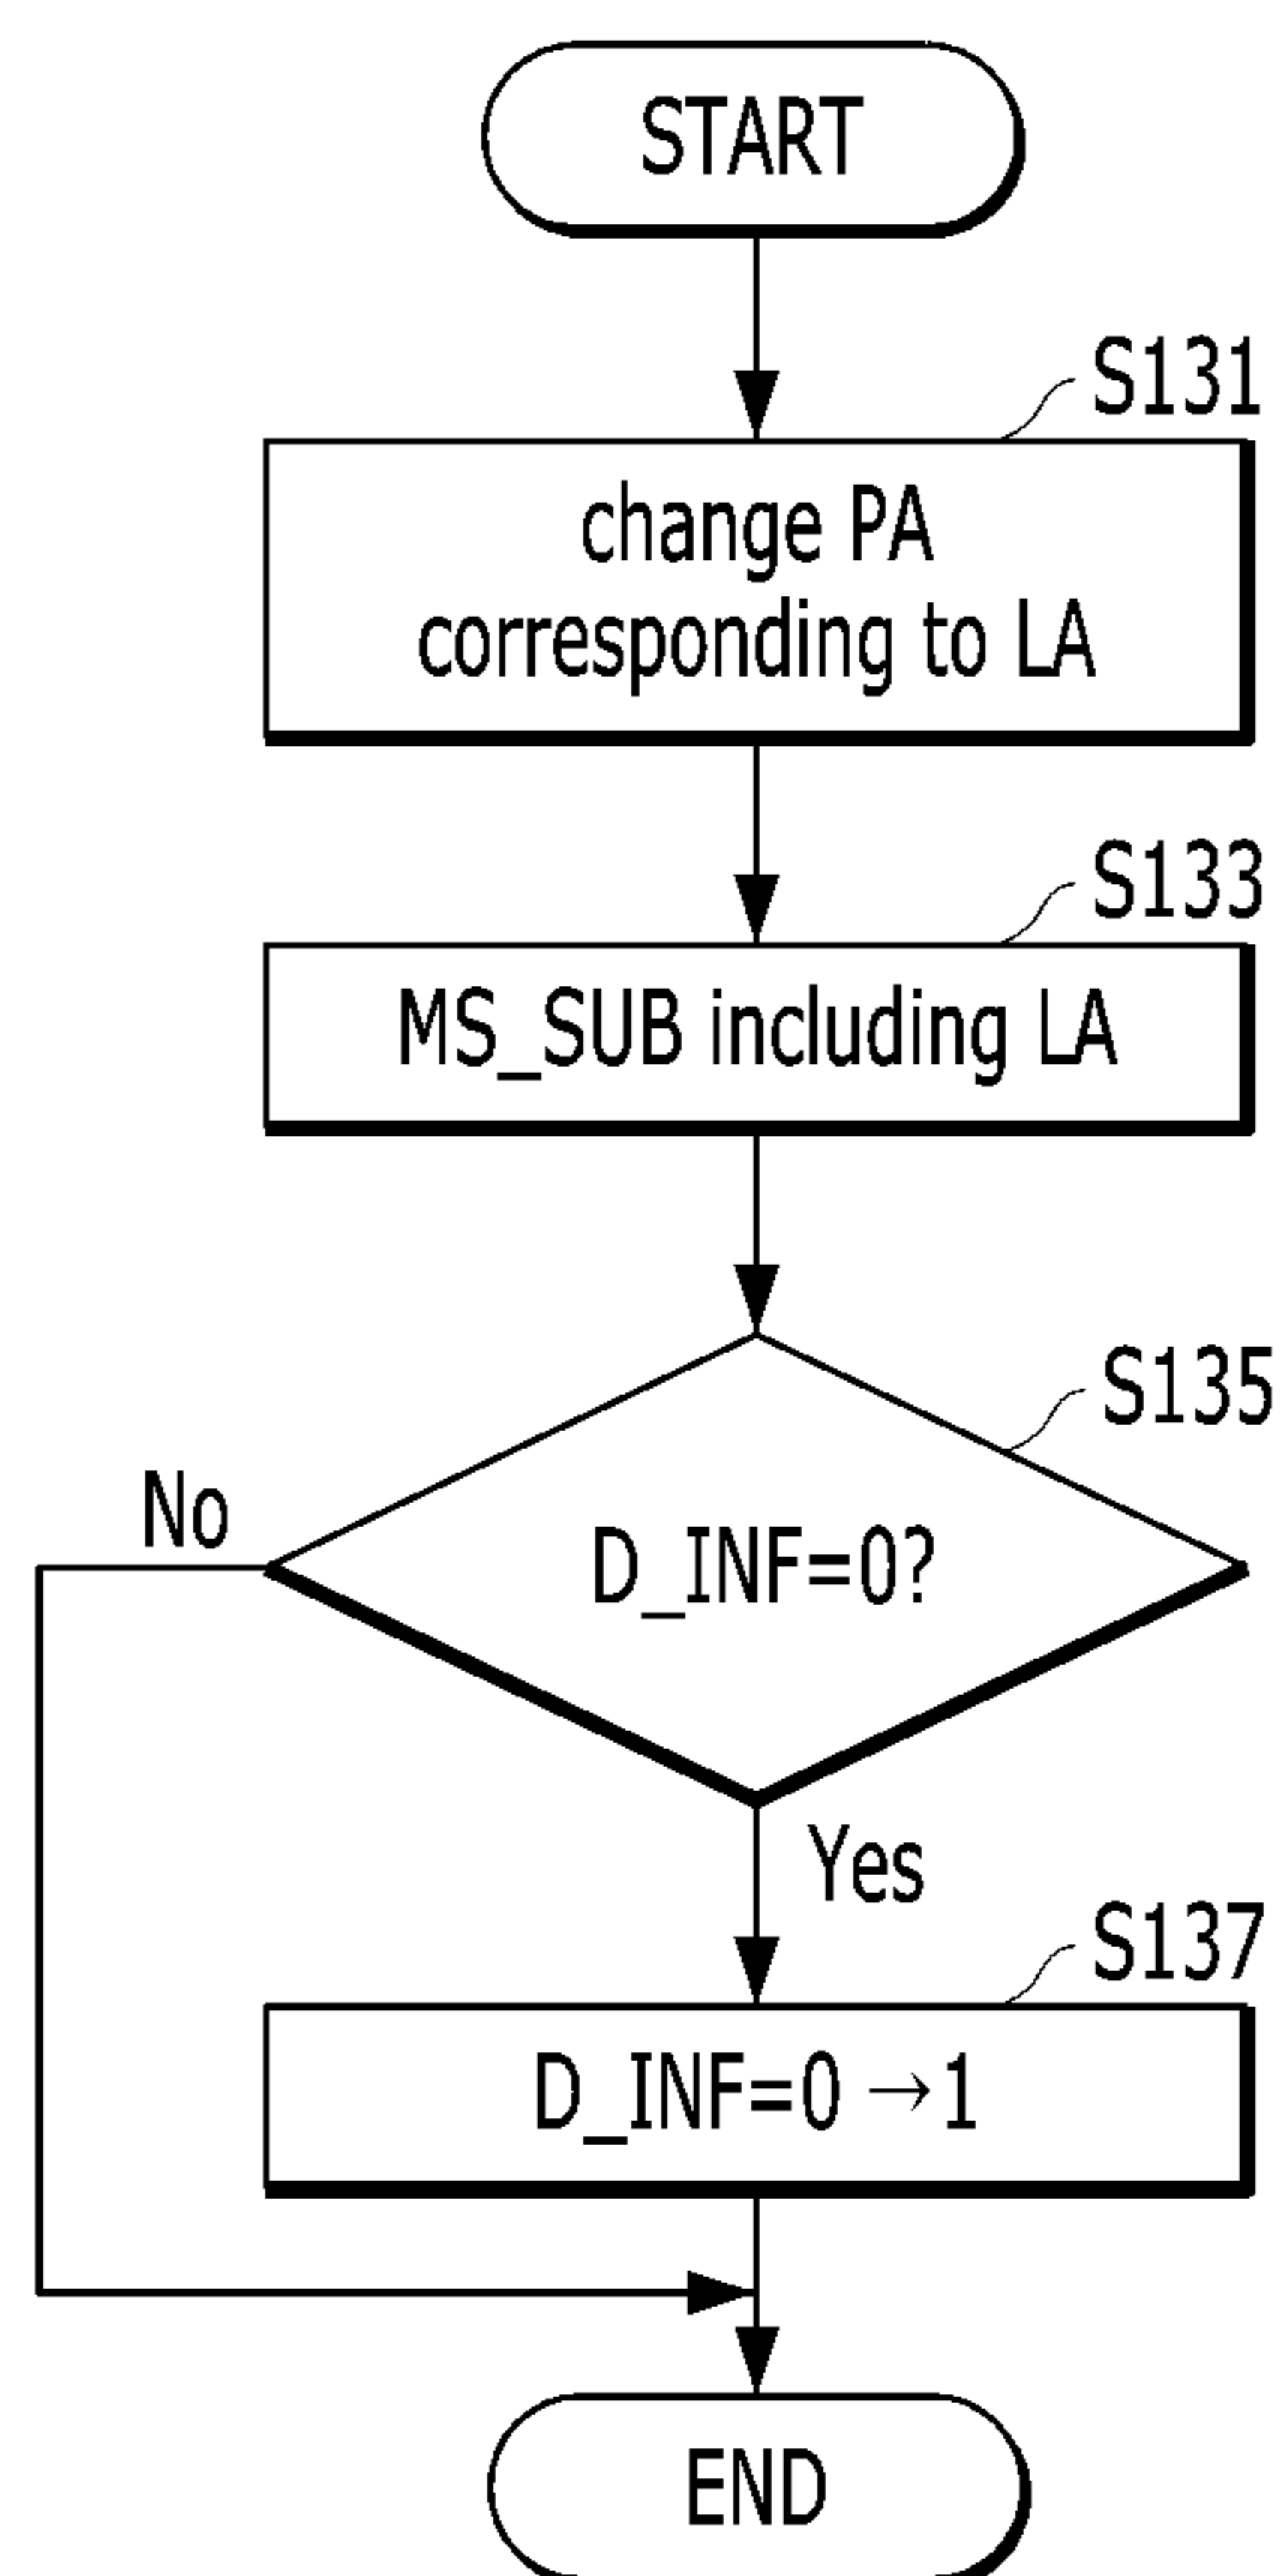 START
S131
change PA
corresponding to LA
S133
MS_SUB including LA
S135
No
D_INF=0?
Yes
S137
D_INF=0 →1
END